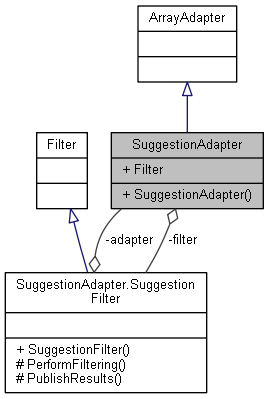 ArrayAdapter
Filter
SuggestionAdapter
+ Filter
+ SuggestionAdapter()
-adapter
-filter
SuggestionAdapter.Suggestion
Filter
+ SuggestionFilter()
# PerformFiltering()
# PublishResults()